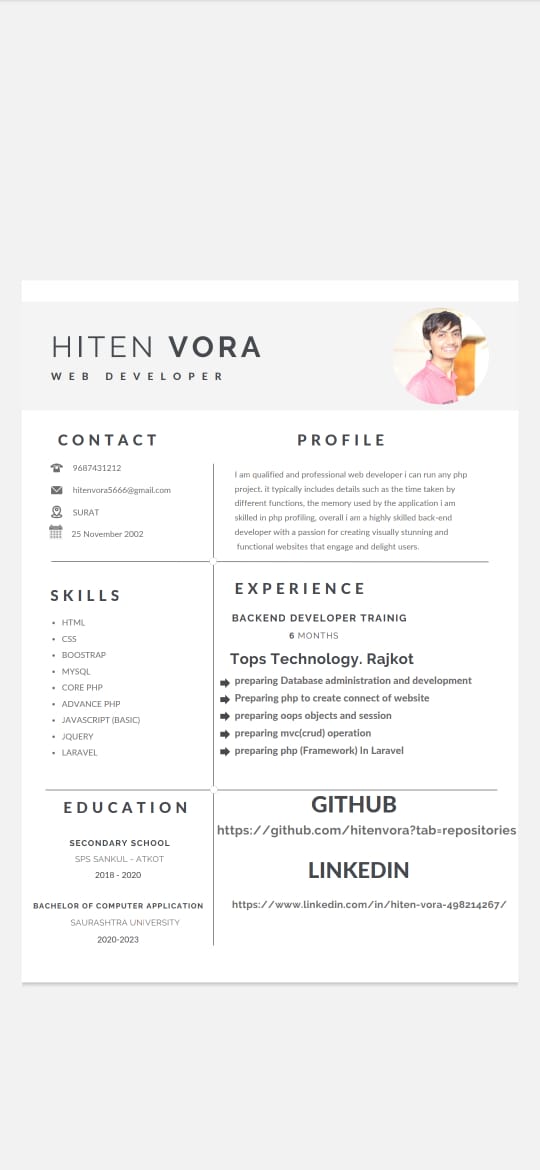 HITEN VORA
WEB DEVELOPER
CONTACT
9687431212
hitenvora5666@gmail.com
SURAT
25 November 2002
PROFILE
I am qualified and professional web developer i can run any php
project. it typically includes details such as the time taken by
different functions, the memory used by the application i am
skilled in php profiling, overall i am a highly skilled back-end
developer with a passion for creating visually stunning and
functional websites that engage and delight users.
SKILLS
• HTML
• CSS
• BOOSTRAP
• MYSQL
• CORE PHP
• ADVANCE PHP
• JAVASCRIPT (BASIC)
• JQUERY
• LARAVEL
EXPERIENCE
BACKEND DEVELOPER TRAINIG
6 MONTHS
Tops Technology. Rajkot
preparing Database administration and development
Preparing php to create connect of website
preparing oops objects and session
preparing mvc(crud) operation
preparing php (Framework) In Laravel
EDUCATION
SECONDARY SCHOOL
SPS SANKUL - ATKOT
2018 - 2020
BACHELOR OF COMPUTER APPLICATION
SAURASHTRA UNIVERSITY
2020-2023
GITHUB
https://github.com/hitenvora?tab=repositories
LINKEDIN
https://www.linkedin.com/in/hiten-vora-498214267/